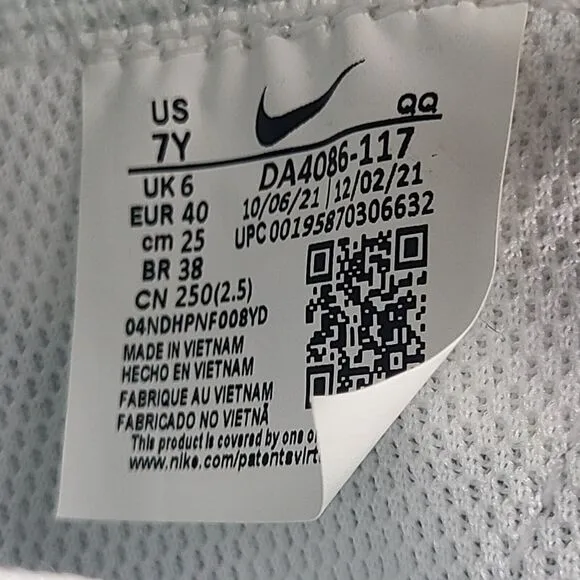 US
7Y
QQ
UK 6
EUR 40
cm 25
BR 38
CN 250(2.5)
DA4086-117
10/06/21 | 12/02/21
UPC 00195870306632
04NDHPNF008YD
MADE IN VIETNAM
HECHO EN VIETNAM
FABRIQUE AU VIETNAM
FABRICADO NO VIETNÃ
This product is covered by one o
www.nike.com/patents